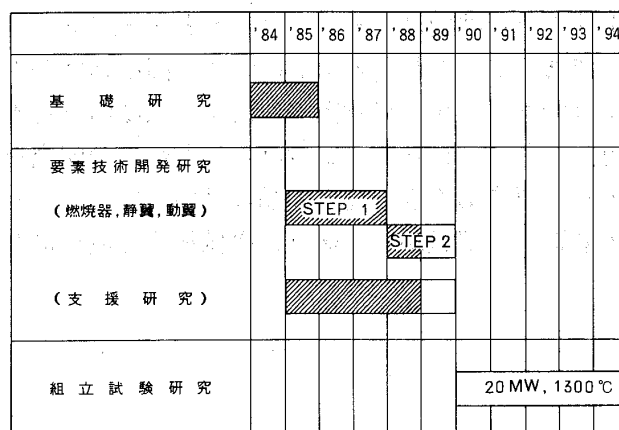 '84 '85 '86 '87 '88 '89 '90 '91 '92 '93 '94
基礎研究
要素技術開発研究
(燃焼器,静翼,動翼)
STEP 1
STEP 2
(支援研究)
組立試験研究
20 MW, 1300 ℃